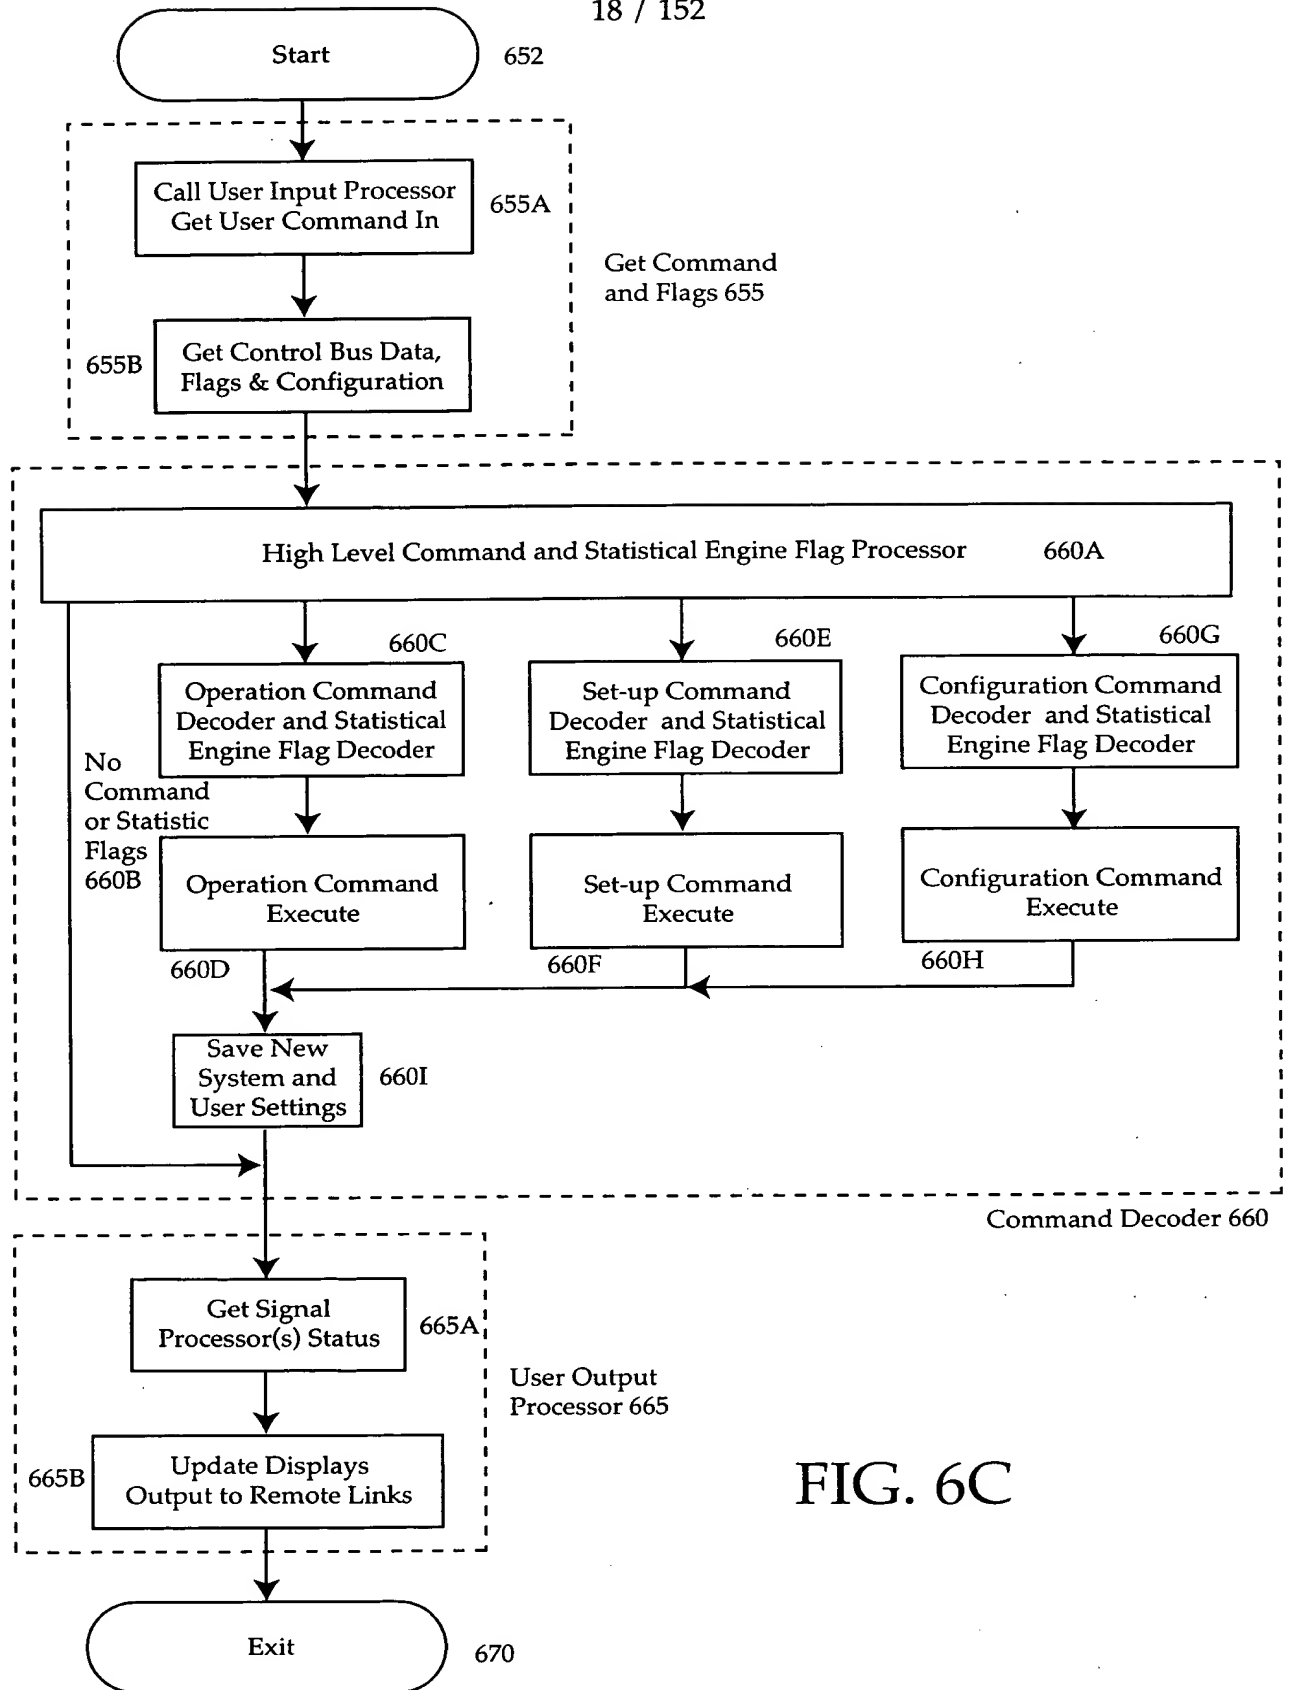 18 / 152
Start
652
Call User Input Processor
Get User Command In
655A
Get Command
and Flags 655
655B
Get Control Bus Data,
Flags & Configuration
High Level Command and Statistical Engine Flag Processor
660A
660C
660E
660G
Operation Command
Decoder and Statistical
Engine Flag Decoder
Set-up Command
Decoder and Statistical
Engine Flag Decoder
Configuration Command
Decoder and Statistical
Engine Flag Decoder
No
Command
or Statistic
Flags
660B
Operation Command
Execute
Set-up Command
Execute
Configuration Command
Execute
660D
660F
660H
Save New
System and
User Settings
660I
Command Decoder 660
Get Signal
Processor(s) Status
665A
User Output
Processor 665
665B
Update Displays
Output to Remote Links
FIG. 6C
Exit
670